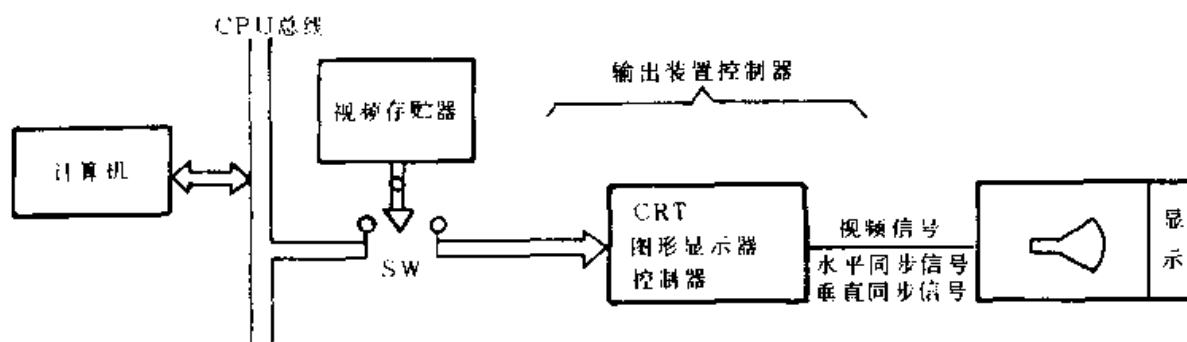 CPU总线
输出装置控制器
视频存贮器
计算机
SW
CRT
图形显示器
控制器
视频信号
水平同步信号
垂直同步信号
显
示